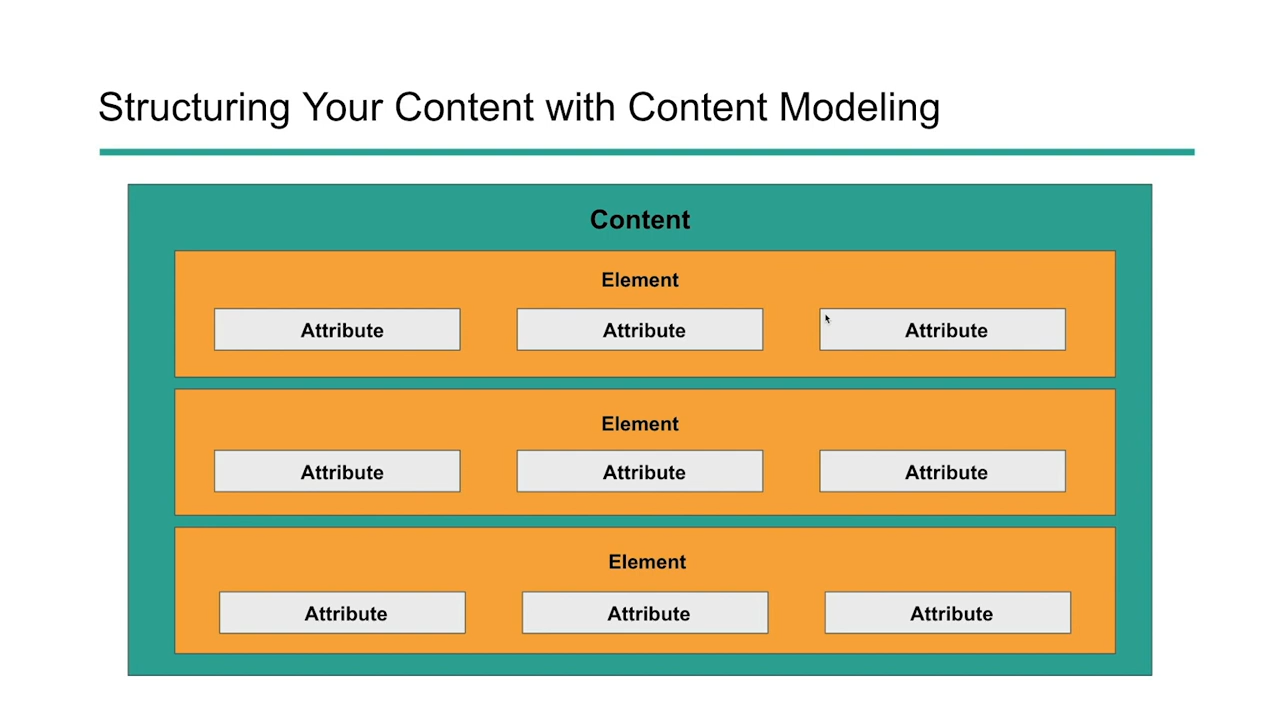 Structuring Your Content with Content Modeling
Content
Element
Attribute Attribute Attribute
Element
Attribute Attribute Attribute
Element
Attribute Attribute Attribute